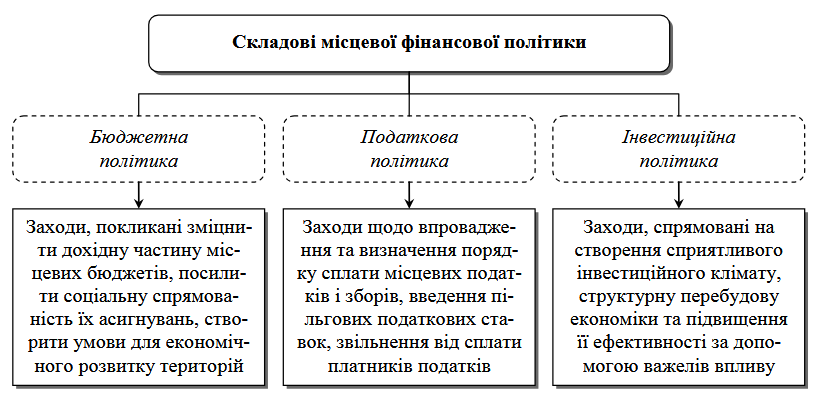 Складові місцевої фінансової політики
Бюджетна
політика
Заходи, покликані зміцни-
ти дохідну частину міс-
цевих бюджетів, посили-
ти соціальну спрямова-
ність їх асигнувань, ство-
рити умови для економіч-
ного розвитку територій
Податкова
політика
Заходи щодо впровадже-
ння та визначення поряд-
ку сплати місцевих подат-
ків і зборів, введення пі-
льгових податкових ста-
вок, звільнення від сплати
платників податків
Інвестиційна
політика
Заходи, спрямовані на
створення сприятливого
інвестиційного клімату,
структурну перебудову
економіки та підвищення
її ефективності за допо-
могою важелів впливу